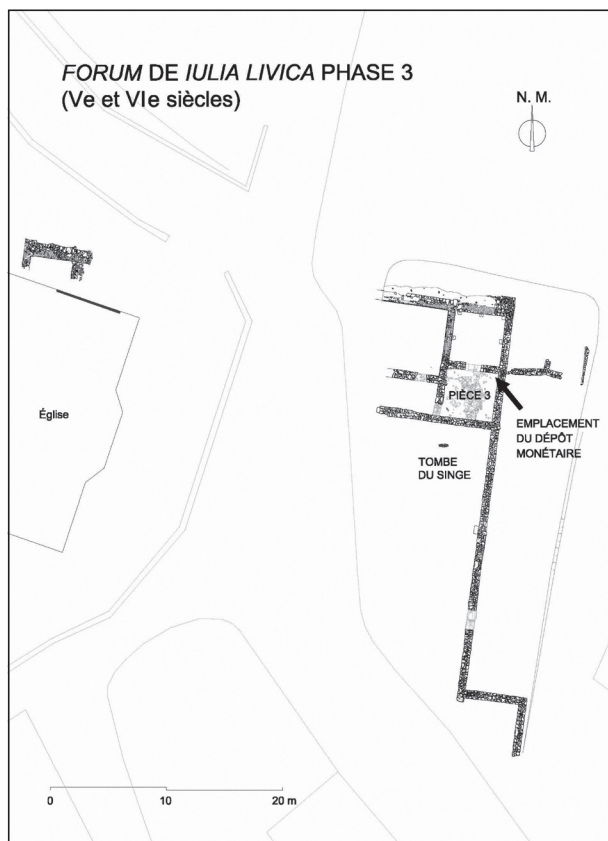 FORUM DE IULIA LIVICA PHASE 3
(Ve et VIe siècles)
N. M.
Église
PIÈCE 3
EMPLACEMENT
DU DÉPÔT
MONÉTAIRE
TOMBE
DU SINGE
0 10 20 m